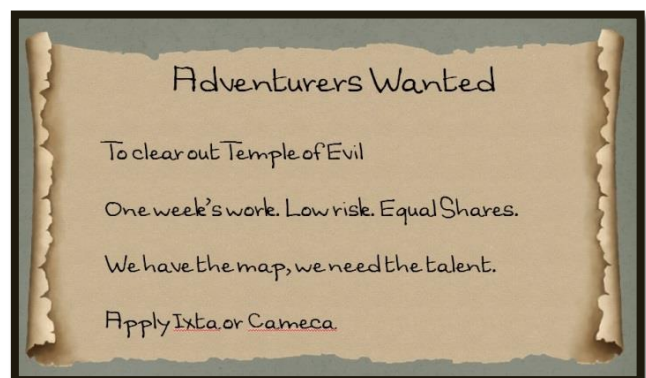 Adventurers Wanted
To clear out Temple of Evil
One week's work. Low risk. Equal Shares.
We have the map, we need the talent.
Apply Ixta or Cameca